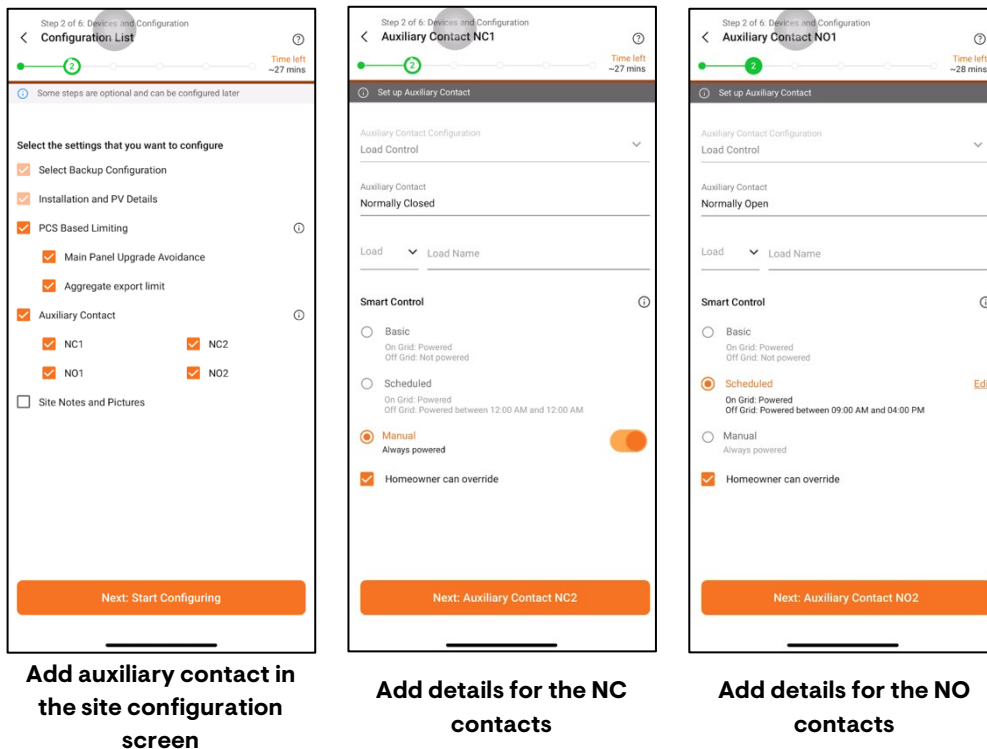 Step 2 of 6: Devices and Configuration
Configuration List
2
Time left
~27 mins
Some steps are optional and can be configured later
Select the settings that you want to configure
Select Backup Configuration
Installation and PV Details
PCS Based Limiting
Main Panel Upgrade Avoidance
Aggregate export limit
Auxiliary Contact
NC1 NC2
NO1 NO2
Site Notes and Pictures
Next: Start Configuring
Add auxiliary contact in
the site configuration
screen
Step 2 of 6: Devices and Configuration
Auxiliary Contact NC1
2
Time left
~27 mins
Set up Auxiliary Contact
Auxiliary Contact Configuration
Load Control
Auxiliary Contact
Normally Closed
Load Load Name
Smart Control
Basic
On Grid: Powered
Off Grid: Not powered
Scheduled
On Grid: Powered
Off Grid: Powered between 12:00 AM and 12:00 AM
Manual
Always powered
Homeowner can override
Next: Auxiliary Contact NC2
Add details for the NC
contacts
Step 2 of 6: Devices and Configuration
Auxiliary Contact NO1
2
Time left
~28 mins
Set up Auxiliary Contact
Auxiliary Contact Configuration
Load Control
Auxiliary Contact
Normally Open
Load Load Name
Smart Control
Basic
On Grid: Powered
Off Grid: Not powered
Scheduled
Edi
On Grid: Powered
Off Grid: Powered between 09:00 AM and 04:00 PM
Manual
Always powered
Homeowner can override
Next: Auxiliary Contact NO2
Add details for the NO
contacts